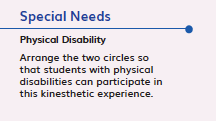 Special Needs
Physical Disability
Arrange the two circles so
that students with physical
disabilities can participate in
this kinesthetic experience.